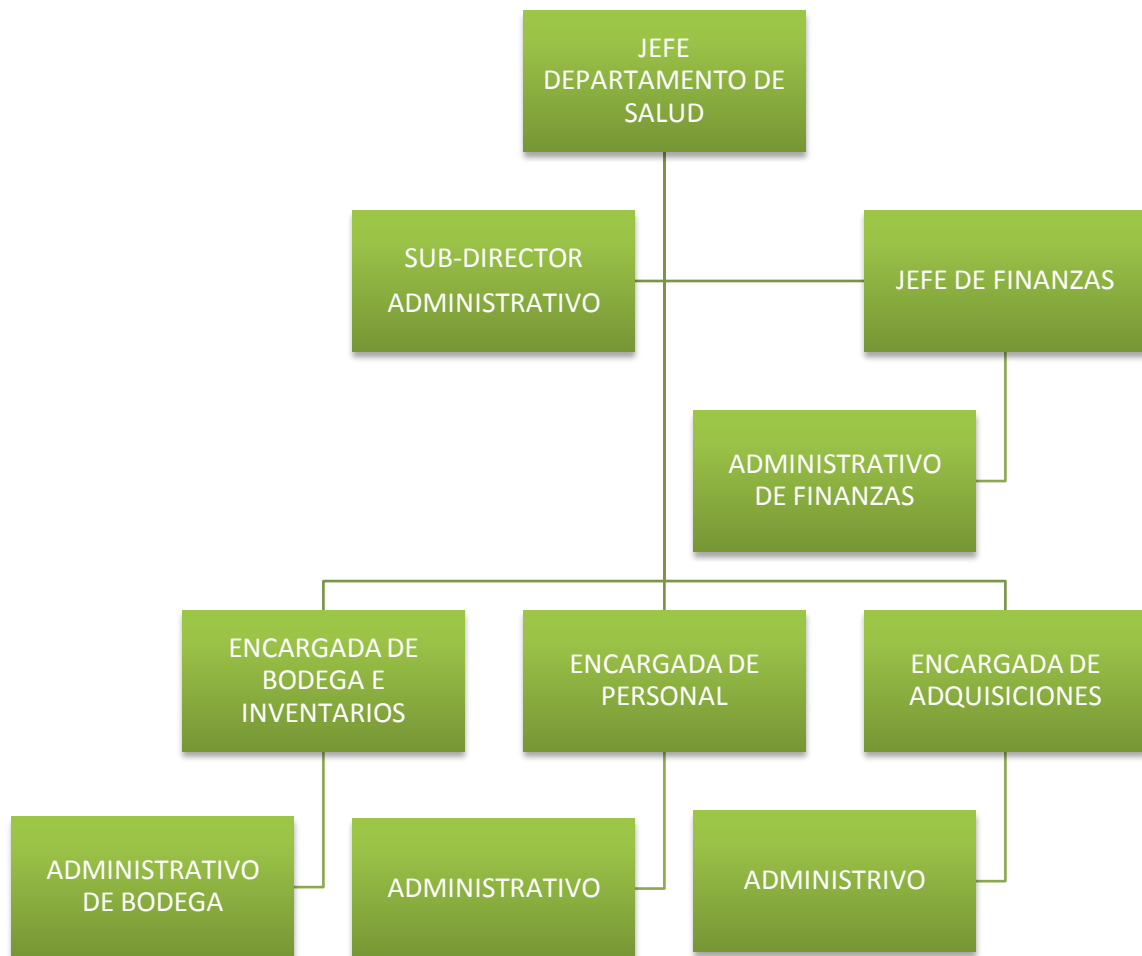 JEFE
DEPARTAMENTO DE
SALUD
SUB-DIRECTOR
ADMINISTRATIVO
JEFE DE FINANZAS
ADMINISTRATIVO
DE FINANZAS
ENCARGADA DE
BODEGA E
INVENTARIOS
ENCARGADA DE
PERSONAL
ENCARGADA DE
ADQUISICIONES
ADMINISTRATIVO
DE BODEGA
ADMINISTRATIVO
ADMINISTRIVO